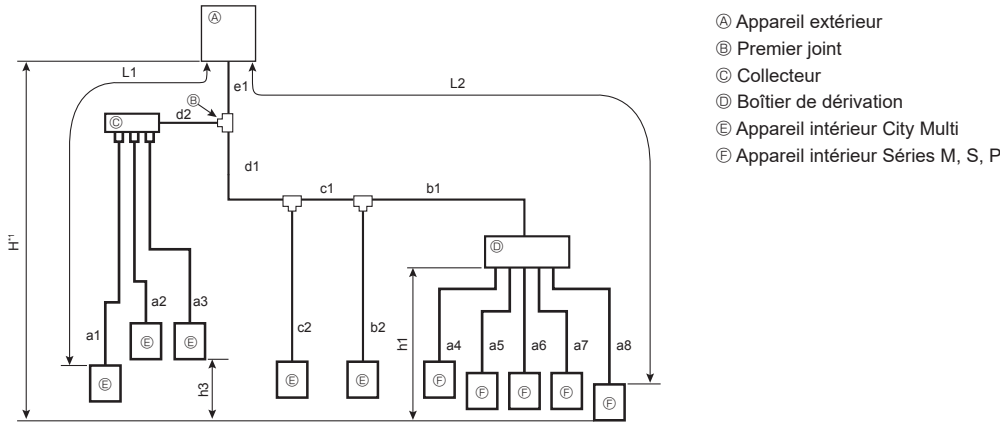 Ⓐ
Ⓐ Appareil extérieur
Ⓑ Premier joint
Ⓒ Collecteur
Ⓓ Boîtier de dérivation
Ⓔ Appareil intérieur City Multi
Ⓕ Appareil intérieur Séries M, S, P
L1
L2
e1
Ⓑ
d2
Ⓒ
d1
c1
b1
H*1
Ⓓ
a1
a2
a3
c2
b2
h1
a4
a5
a6
a7
a8
Ⓔ
Ⓔ
Ⓔ
h3
Ⓔ
Ⓔ
Ⓕ
Ⓕ
Ⓕ
Ⓕ
Ⓕ